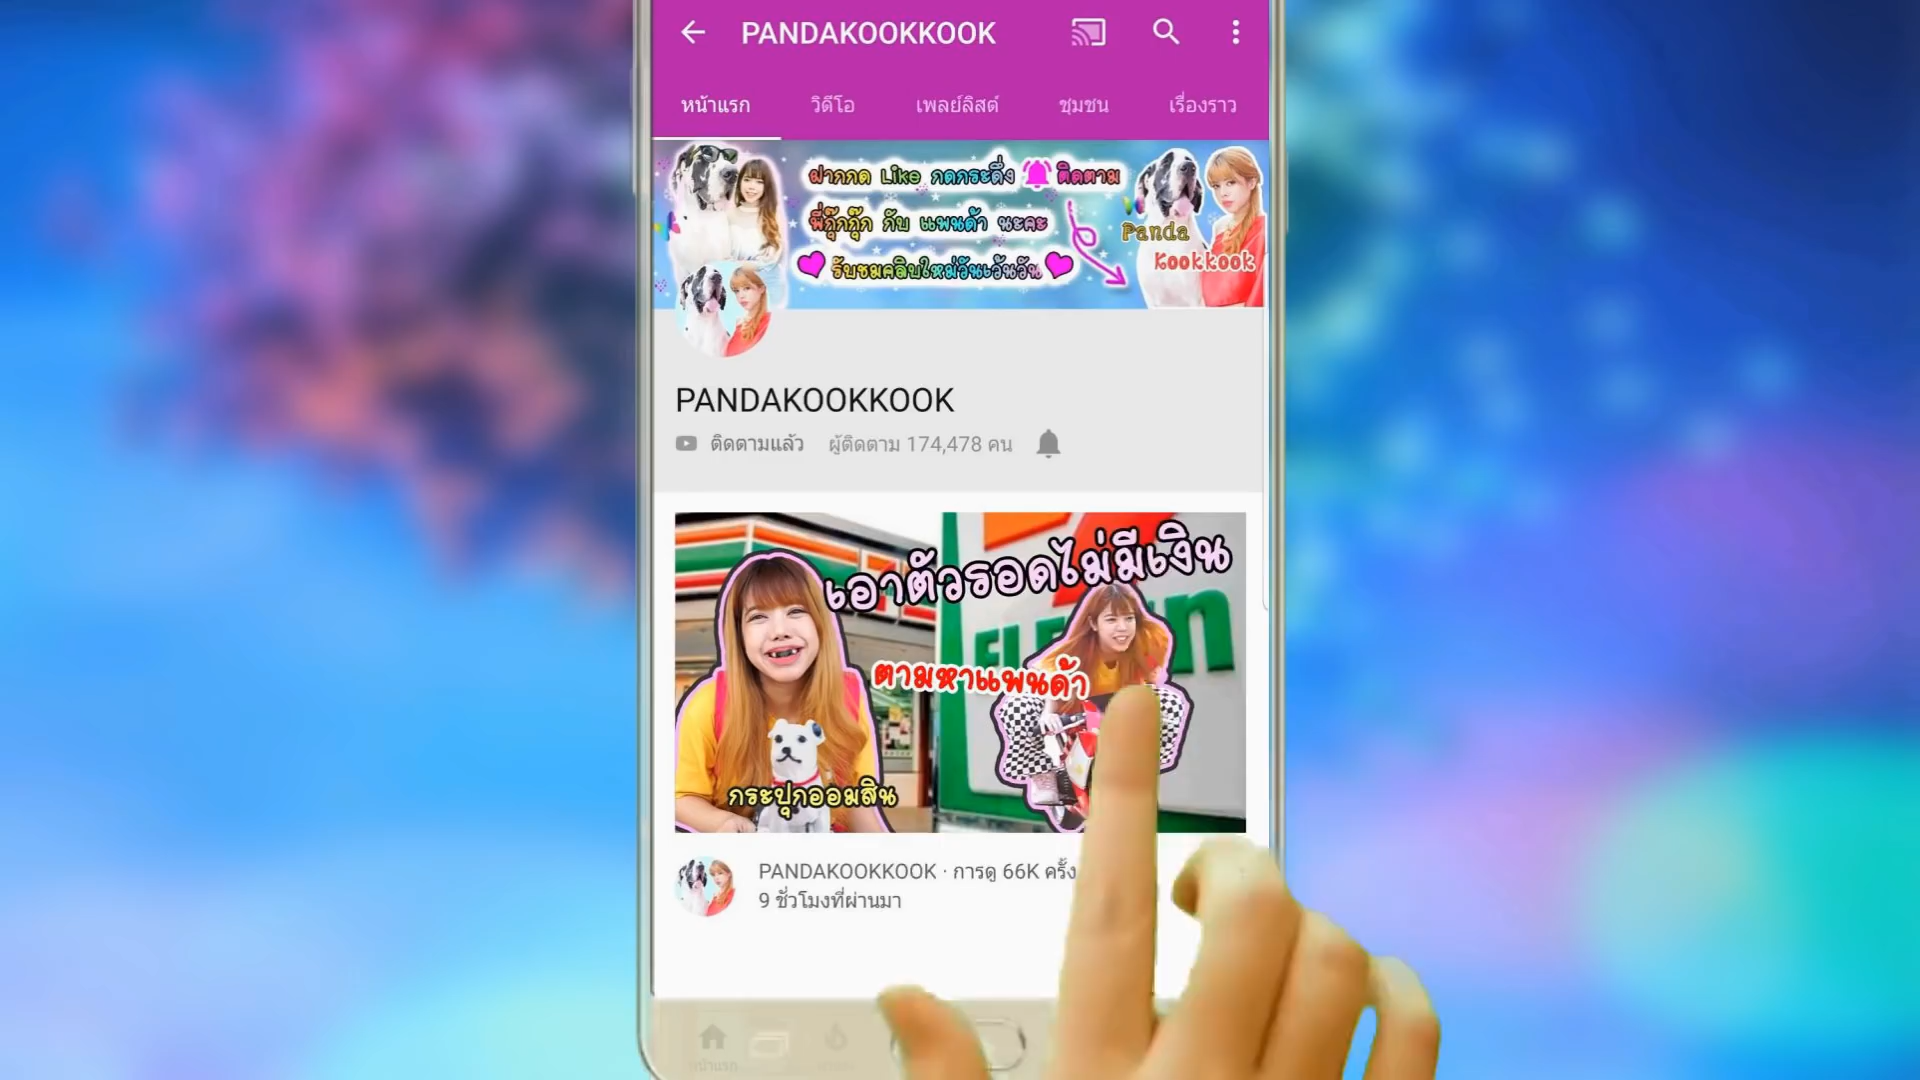 PANDAKOOKKOOK
หน้าแรก วิดีโอ เพลย์ลิสต์ ชุมชน เรื่องราว
ฝากกด Like กดกระดิ่ง ติดตาม
พี่กุ๊กกุ๊ก กับ แพนด้า นะคะ
รับชมคลิปใหม่วันเว้นวัน
Panda
Kookkook
PANDAKOOKKOOK
ติดตามแล้ว ผู้ติดตาม 174,478 คน
เอาตัวรอดไม่มีเงิน
ตามหาแพนด้า
กระปุกออมสิน
PANDAKOOKKOOK · การดู 66K ครั้ง
9 ชั่วโมงที่ผ่านมา
หน้าแรก